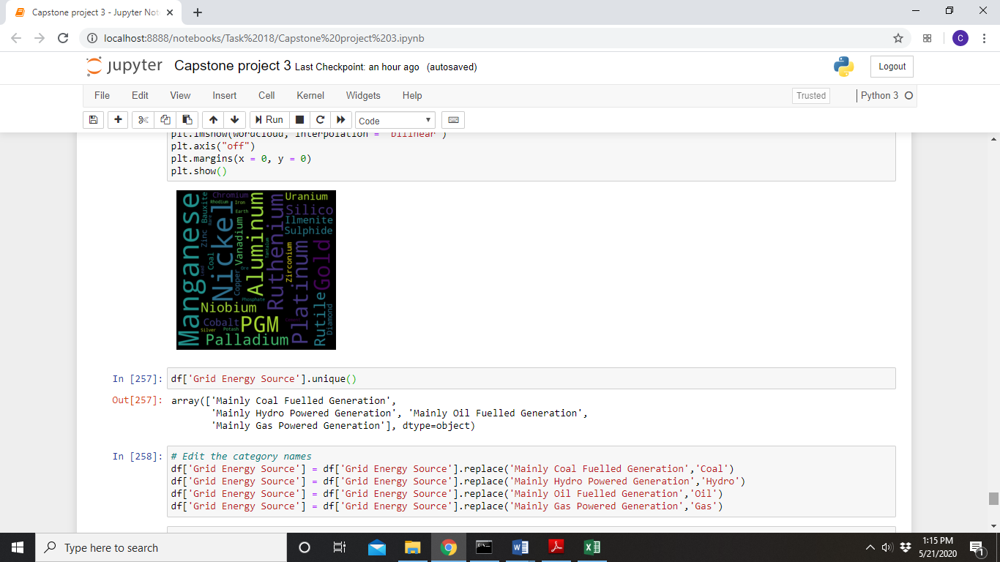 Capstone project 3 - Jupyter Not
localhost:8888/notebooks/Task%2018/Capstone%20project%203.ipynb
C
jupyter Capstone project 3 Last Checkpoint: an hour ago (autosaved)
Logout
File Edit View Insert Cell Kernel Widgets Help
Trusted
Python 3
Run
Code
plt.imshow(wordcloud, interpolation = 'bilinear')
plt.axis("off")
plt.margins(x = 0, y = 0)
plt.show()
Manganese
Zinc
Bauxite
Chromium
Rhodium
Iron
Rare
Earth
Coal
Nickel
Vanadium
Copper
Aluminum
Phosphate
Ruthenium
Uranium
Silico
Ilmenite
Sulphide
Zirconium
Platinum
Gold
Niobium
Cobalt
Silver
Potash
PGM
Palladium
Rutile
Diamond
In [257]: df['Grid Energy Source'].unique()
Out[257]: array(['Mainly Coal Fuelled Generation',
'Mainly Hydro Powered Generation', 'Mainly Oil Fuelled Generation',
'Mainly Gas Powered Generation'], dtype=object)
In [258]: # Edit the category names
df['Grid Energy Source'] = df['Grid Energy Source'].replace('Mainly Coal Fuelled Generation','Coal')
df['Grid Energy Source'] = df['Grid Energy Source'].replace('Mainly Hydro Powered Generation','Hydro')
df['Grid Energy Source'] = df['Grid Energy Source'].replace('Mainly Oil Fuelled Generation','Oil')
df['Grid Energy Source'] = df['Grid Energy Source'].replace('Mainly Gas Powered Generation','Gas')
Type here to search
1:15 PM
5/21/2020
1